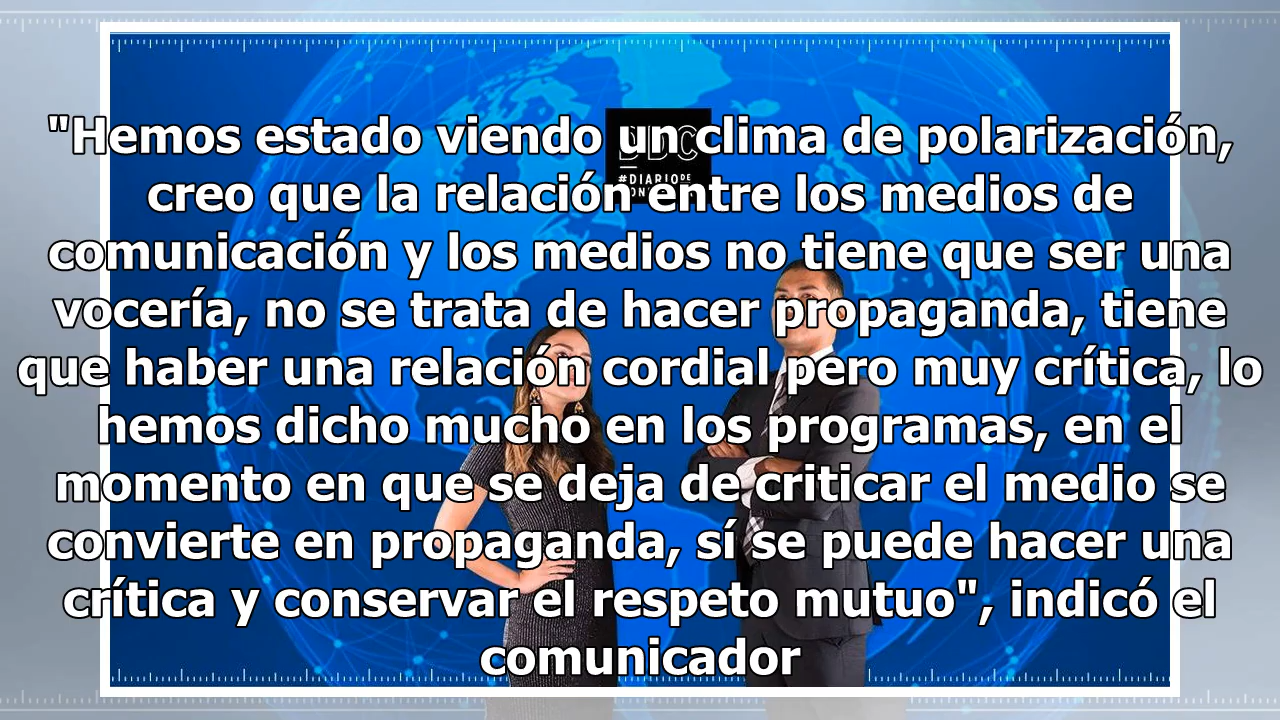 "Hemos estado viendo un clima de polarización,
creo que la relación entre los medios de
comunicación y los medios no tiene que ser una
vocería, no se trata de hacer propaganda, tiene
que haber una relación cordial pero muy crítica, lo
hemos dicho mucho en los programas, en el
momento en que se deja de criticar el medio se
convierte en propaganda, sí se puede hacer una
crítica y conservar el respeto mutuo", indicó el
comunicador
#DIARIODE